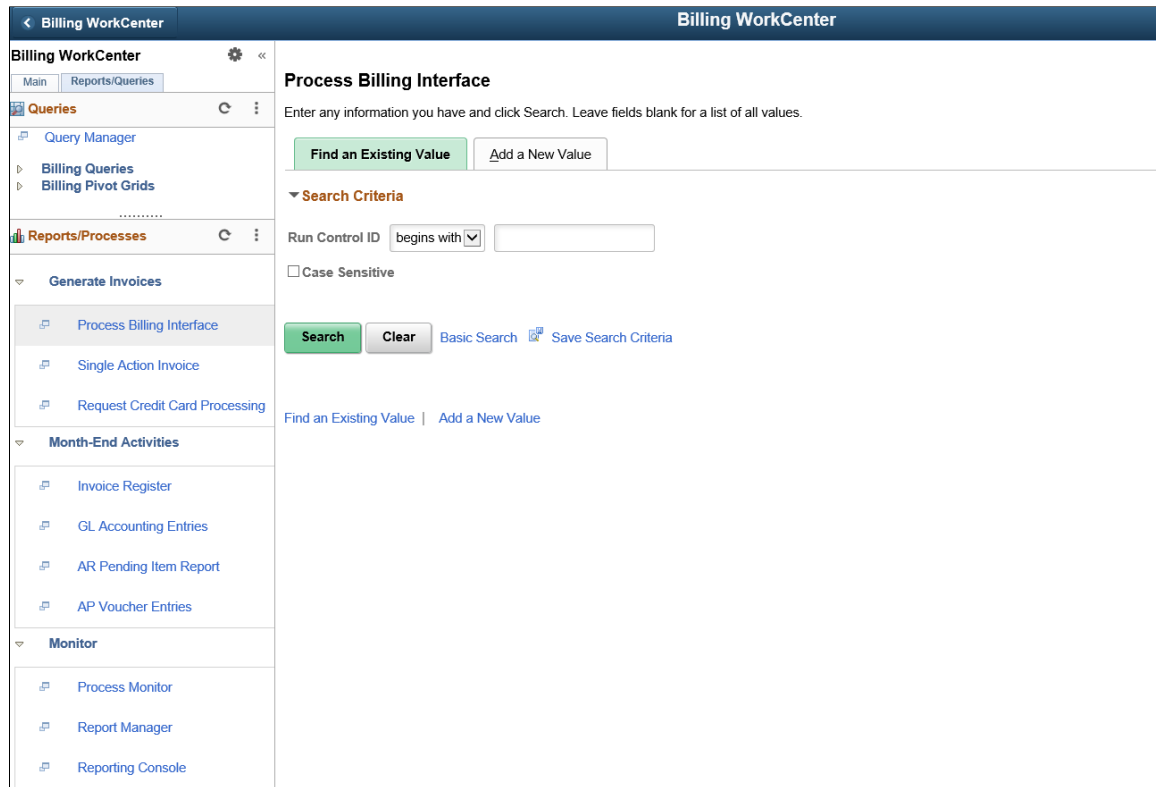 Billing WorkCenter
Billing WorkCenter
Billing WorkCenter
«
Main
Reports/Queries
Queries
Query Manager
Billing Queries
Billing Pivot Grids
..........
Reports/Processes
Generate Invoices
Process Billing Interface
Single Action Invoice
Request Credit Card Processing
Month-End Activities
Invoice Register
GL Accounting Entries
AR Pending Item Report
AP Voucher Entries
Monitor
Process Monitor
Report Manager
Reporting Console
Process Billing Interface
Enter any information you have and click Search. Leave fields blank for a list of all values.
Find an Existing Value
Add a New Value
Search Criteria
Run Control ID begins with
Case Sensitive
Search Clear Basic Search Save Search Criteria
Find an Existing Value | Add a New Value